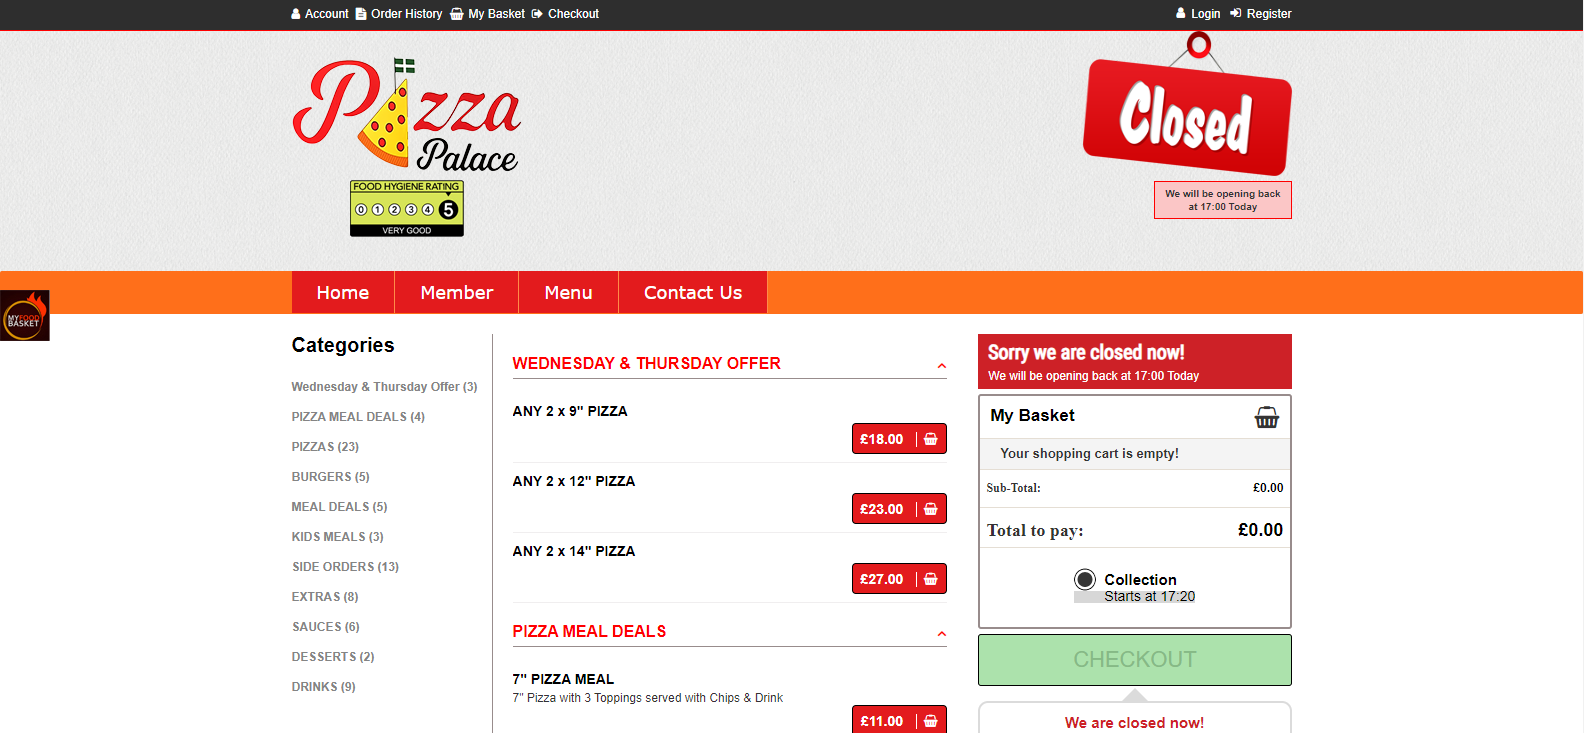 Account Order History My Basket Checkout
Login Register
Pizza
Palace
FOOD HYGIENE RATING
0 1 2 3 4 5
VERY GOOD
Closed
We will be opening back
at 17:00 Today
Home Member Menu Contact Us
MYFOOD
BASKET
Categories
Wednesday & Thursday Offer (3)
PIZZA MEAL DEALS (4)
PIZZAS (23)
BURGERS (5)
MEAL DEALS (5)
KIDS MEALS (3)
SIDE ORDERS (13)
EXTRAS (8)
SAUCES (6)
DESSERTS (2)
DRINKS (9)
WEDNESDAY & THURSDAY OFFER
ANY 2 x 9" PIZZA
£18.00
ANY 2 x 12" PIZZA
£23.00
ANY 2 x 14" PIZZA
£27.00
PIZZA MEAL DEALS
7" PIZZA MEAL
7" Pizza with 3 Toppings served with Chips & Drink
£11.00
Sorry we are closed now!
We will be opening back at 17:00 Today
My Basket
Your shopping cart is empty!
Sub-Total: £0.00
Total to pay: £0.00
Collection
Starts at 17:20
CHECKOUT
We are closed now!